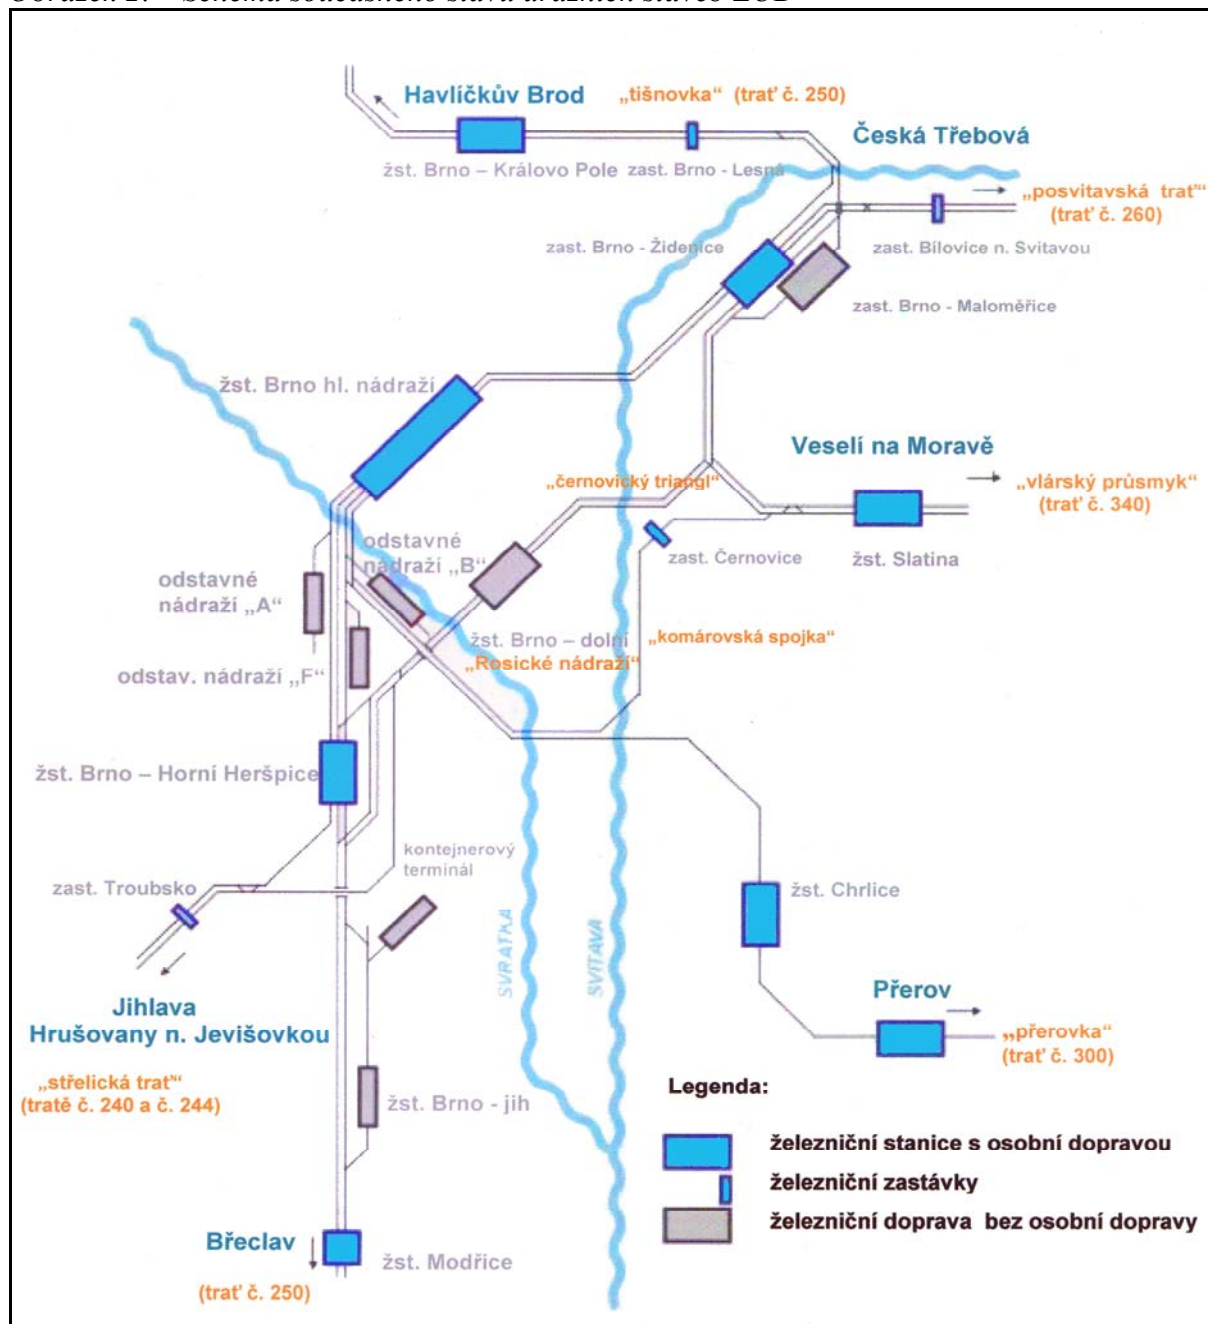 Havlíčkův Brod
„tišnovka“ (trať č. 250)
Česká Třebová
žst. Brno – Královo Pole
zast. Brno - Lesná
„posvitavská trať“
(trať č. 260)
zast. Brno - Židenice
zast. Bílovice n. Svitavou
zast. Brno - Maloměřice
žst. Brno hl. nádraží
Veselí na Moravě
„černovický triangl“
„vlárský průsmyk“
(trať č. 340)
odstavné
nádraží „B“
zast. Černovice
žst. Slatina
odstavné
nádraží „A“
žst. Brno – dolní
„Rosické nádraží“
„komárovská spojka“
odstav. nádraží „F“
žst. Brno – Horní Heršpice
kontejnerový
terminál
zast. Troubsko
žst. Chrlice
SVRATKA
SVITAVA
Jihlava
Hrušovany n. Jevišovkou
Přerov
„přerovka“
(trať č. 300)
„střelická trať“
(tratě č. 240 a č. 244)
žst. Brno - jih
Legenda:
železniční stanice s osobní dopravou
železniční zastávky
železniční doprava bez osobní dopravy
Břeclav
žst. Modřice
(trať č. 250)